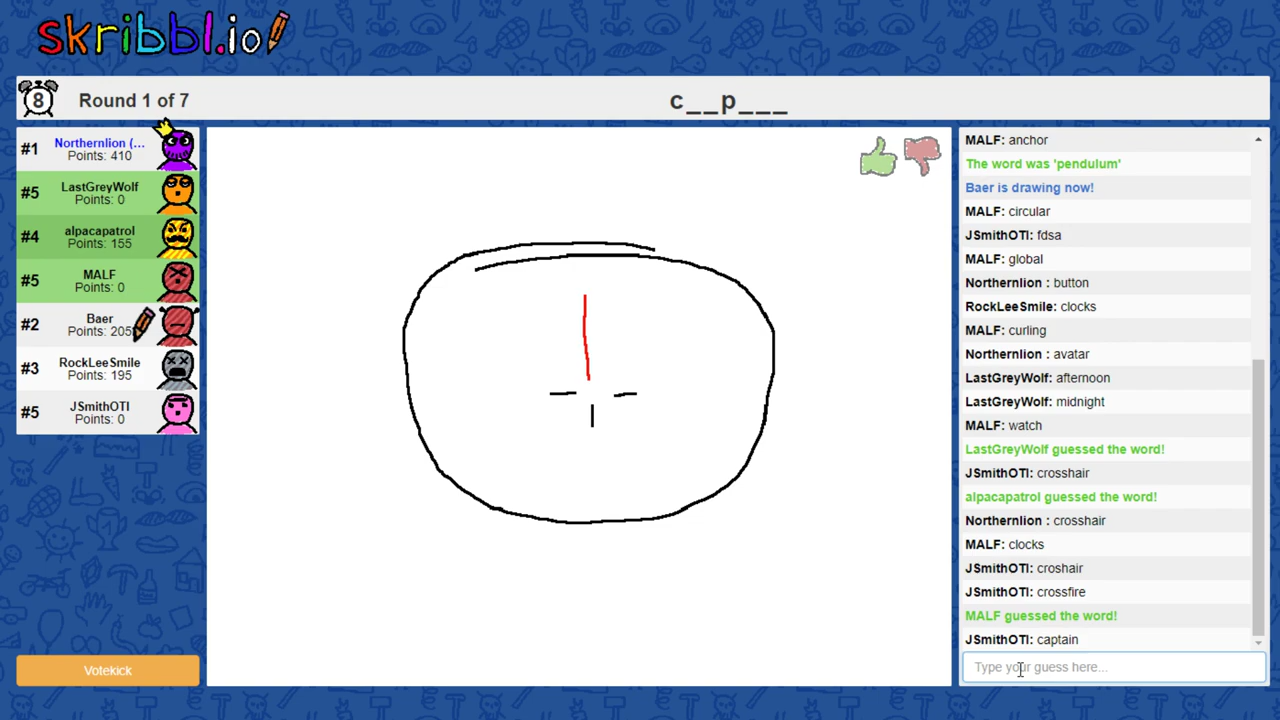 skribbl.io
8
Round 1 of 7
c__p___
#1
Northernlion (...
Points: 410
#5
LastGreyWolf
Points: 0
#4
alpacapatrol
Points: 155
#5
MALF
Points: 0
#2
Baer
Points: 205
#3
RockLeeSmile
Points: 195
#5
JSmithOTI
Points: 0
Votekick
MALF: anchor
The word was 'pendulum'
Baer is drawing now!
MALF: circular
JSmithOTI: fdsa
MALF: global
Northernlion : button
RockLeeSmile: clocks
MALF: curling
Northernlion : avatar
LastGreyWolf: afternoon
LastGreyWolf: midnight
MALF: watch
LastGreyWolf guessed the word!
JSmithOTI: crosshair
alpacapatrol guessed the word!
Northernlion : crosshair
MALF: clocks
JSmithOTI: croshair
JSmithOTI: crossfire
MALF guessed the word!
JSmithOTI: captain
Type your guess here...